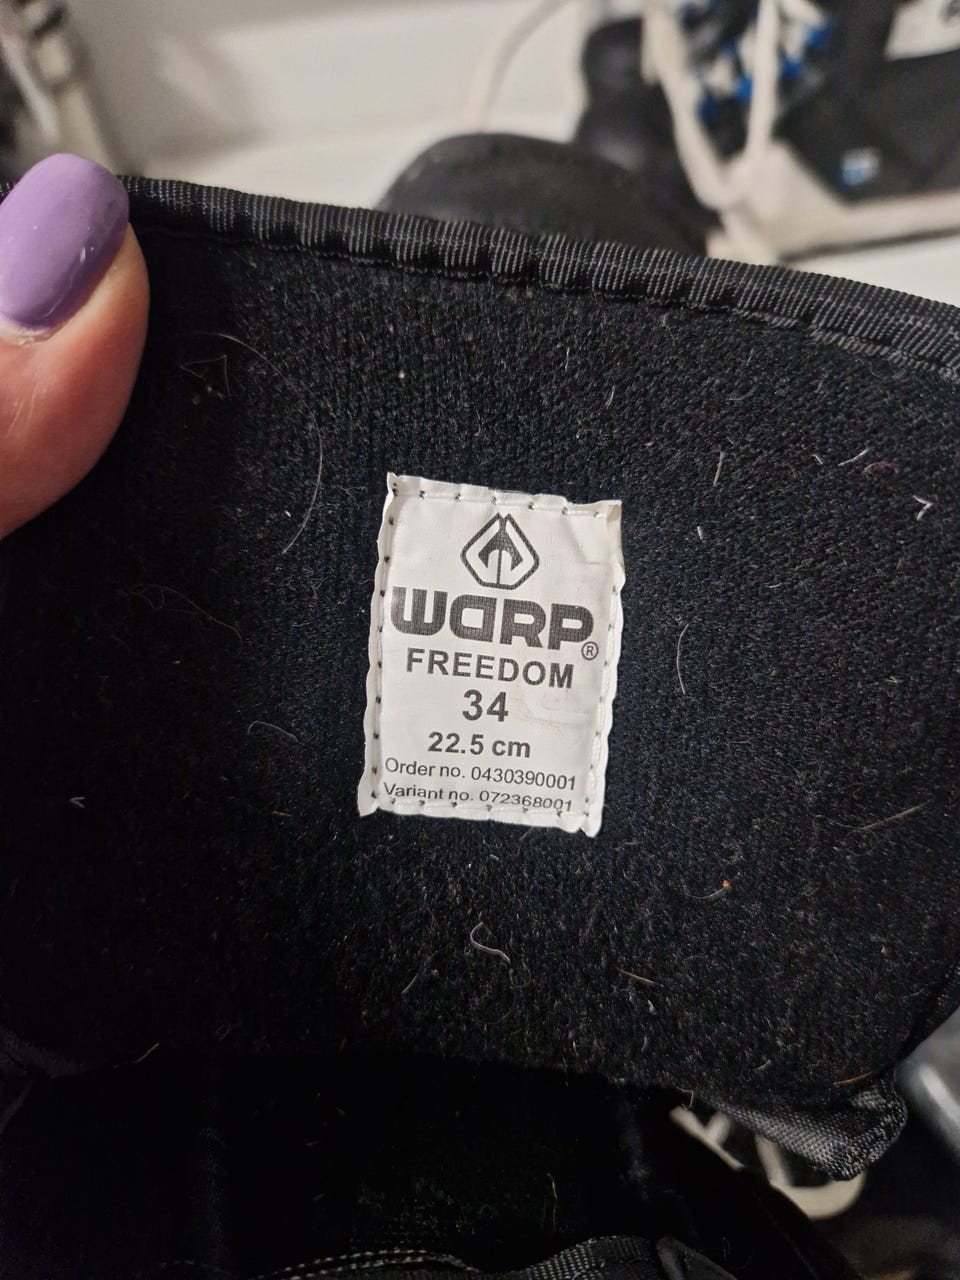 WARP®
FREEDOM
34
22.5 cm
Order no. 0430390001
Variant no. 072368001